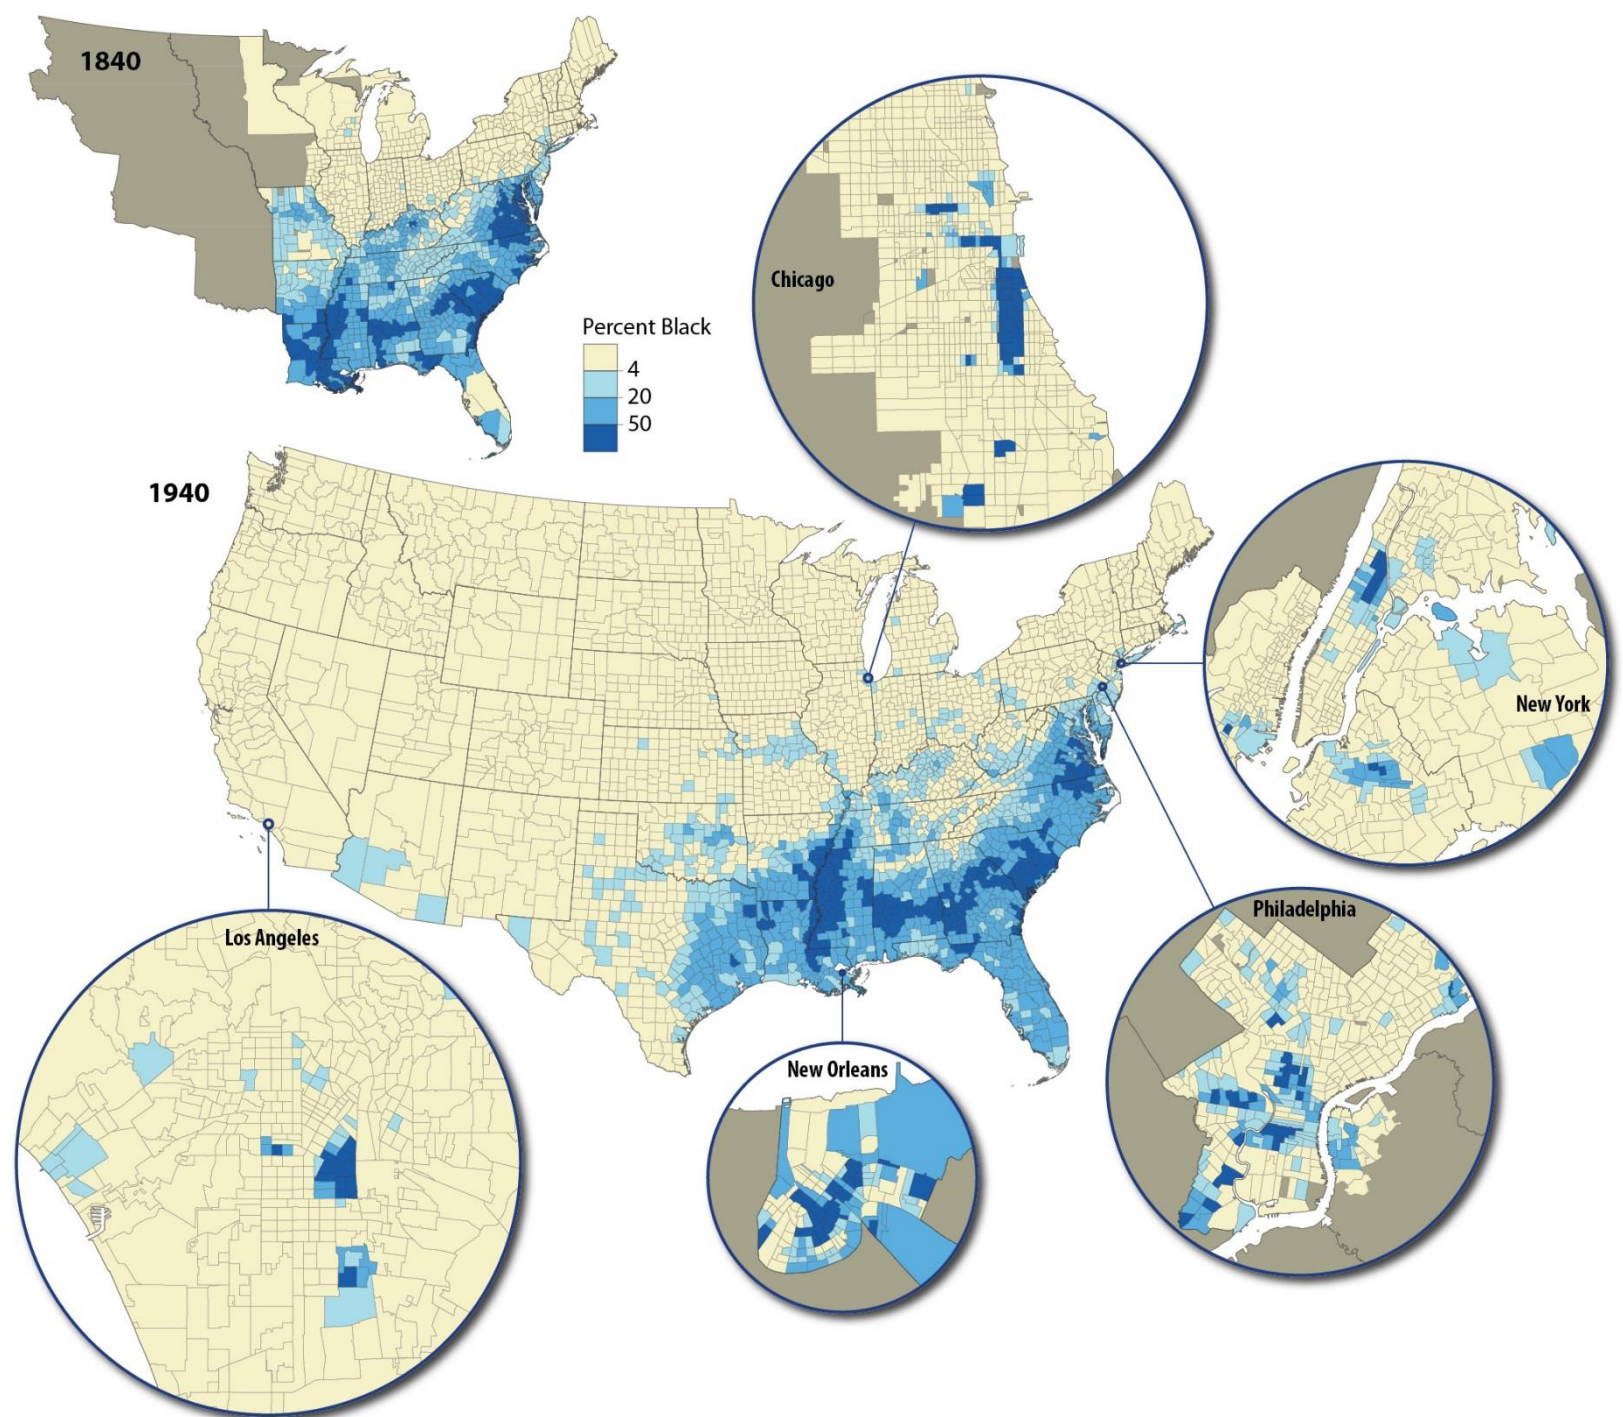 1840
Chicago
Percent Black
4
20
50
1940
New York
Philadelphia
Los Angeles
New Orleans